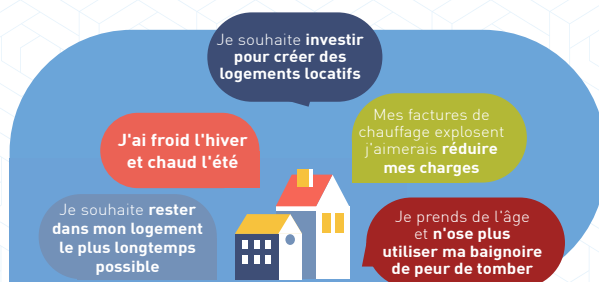 Je souhaite investir
pour créer des
logements locatifs
J'ai froid l'hiver
et chaud l'été
Mes factures de
chauffage explosent
j'aimerais réduire
mes charges
Je souhaite rester
dans mon logement
le plus longtemps
possible
Je prends de l'âge
et n'ose plus
utiliser ma baignoire
de peur de tomber